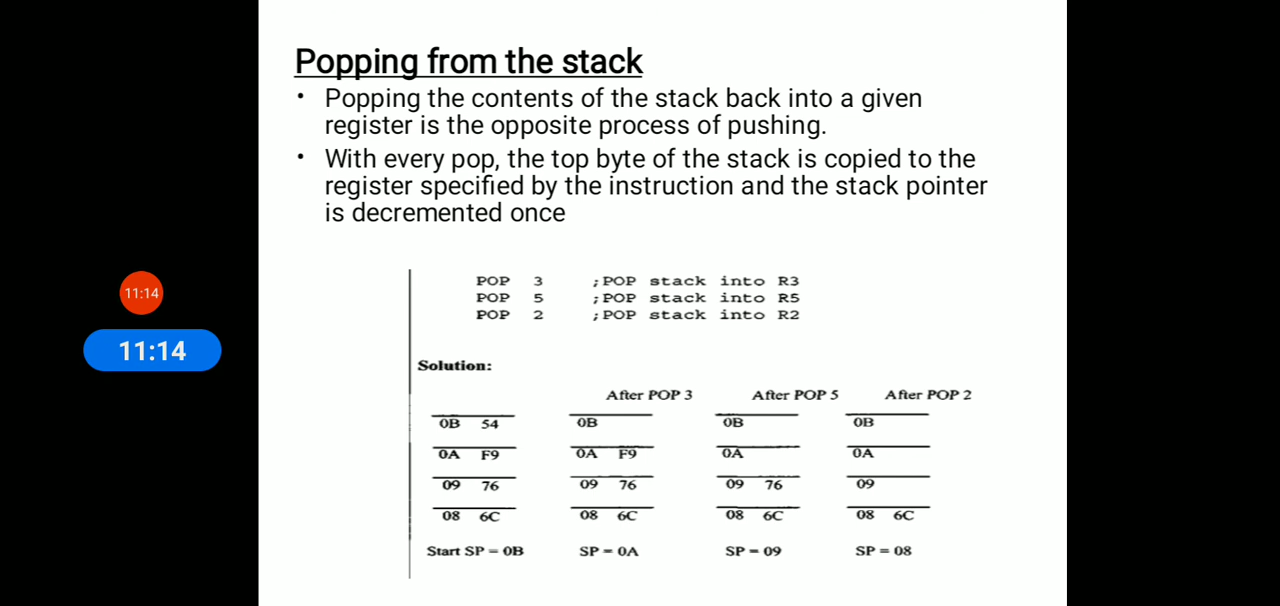 Popping from the stack
• Popping the contents of the stack back into a given
register is the opposite process of pushing.
• With every pop, the top byte of the stack is copied to the
register specified by the instruction and the stack pointer
is decremented once
11:14
11:14
POP 3 ;POP stack into R3
POP 5 ;POP stack into R5
POP 2 ;POP stack into R2
Solution:
After POP 3 After POP 5 After POP 2
0B 54 0B 0B 0B
0A F9 0A F9 0A 0A
09 76 09 76 09 76 09
08 6C 08 6C 08 6C 08 6C
Start SP = 0B SP = 0A SP = 09 SP = 08